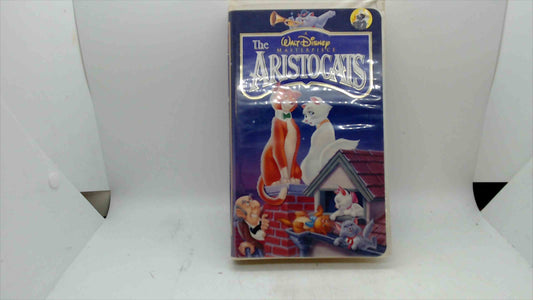 Walt Disney
MASTERPIECE
The
ARISTOCATS